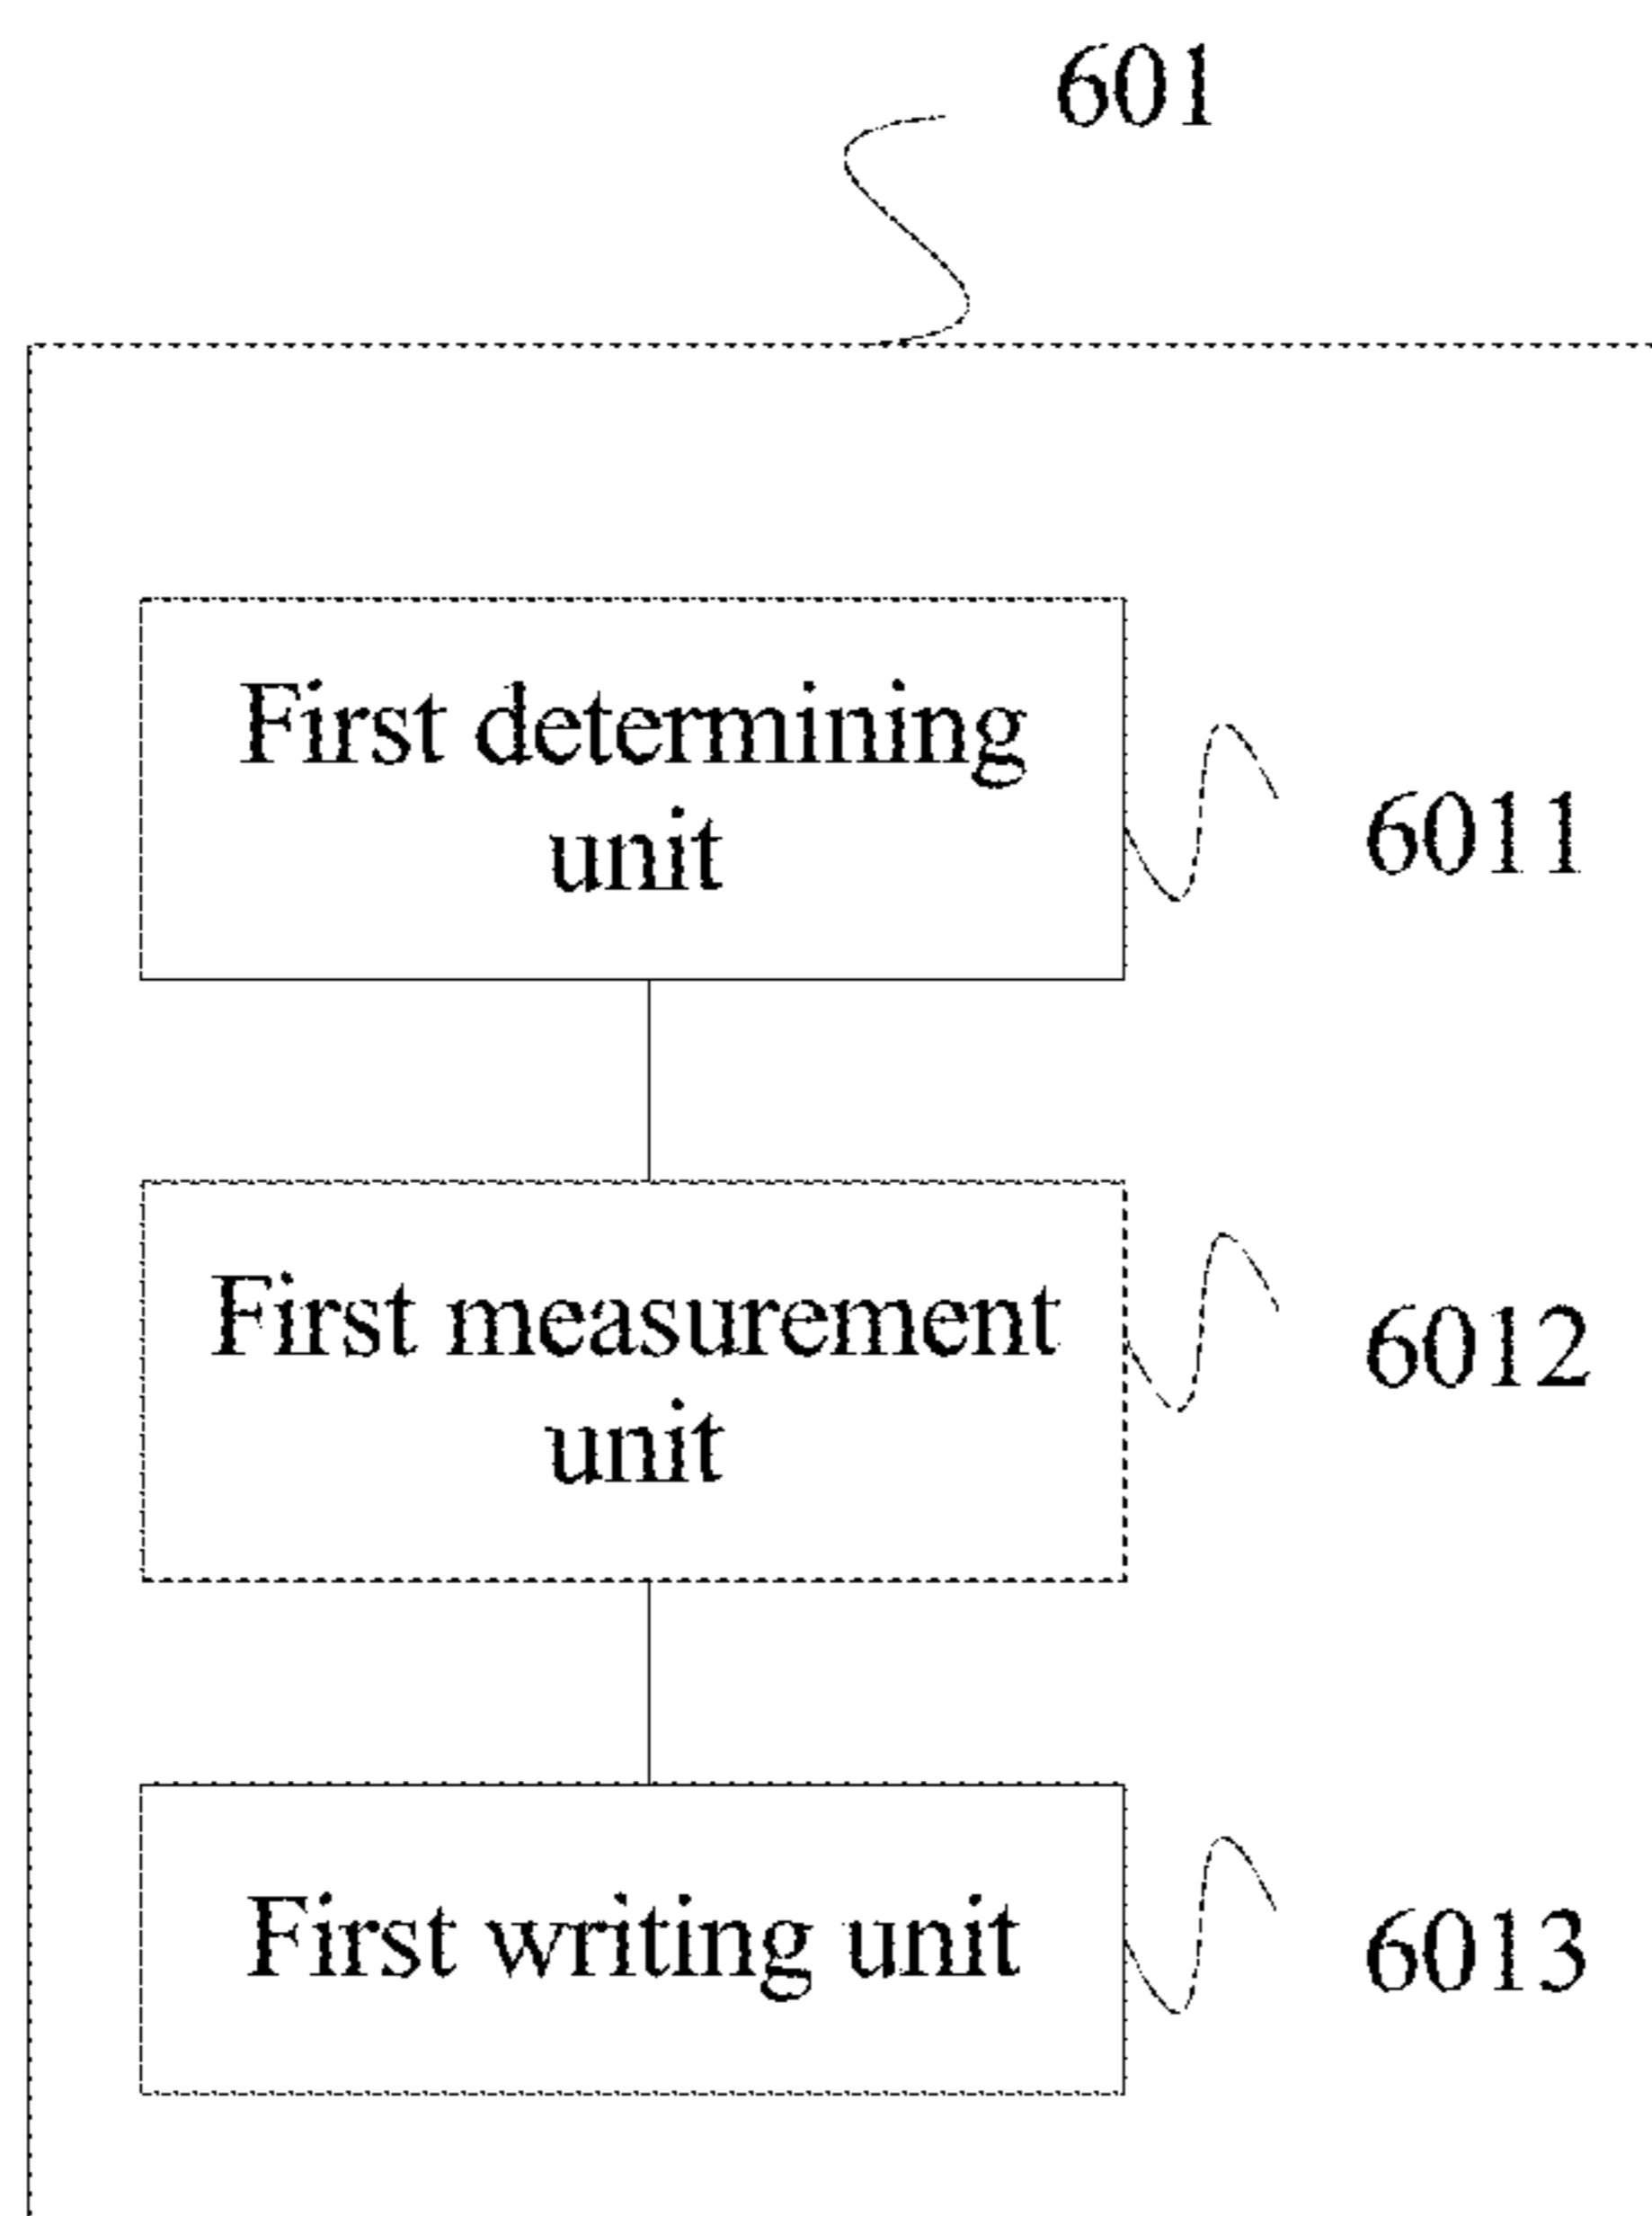 601
First determining
unit
6011
First measurement
unit
6012
First writing unit
6013